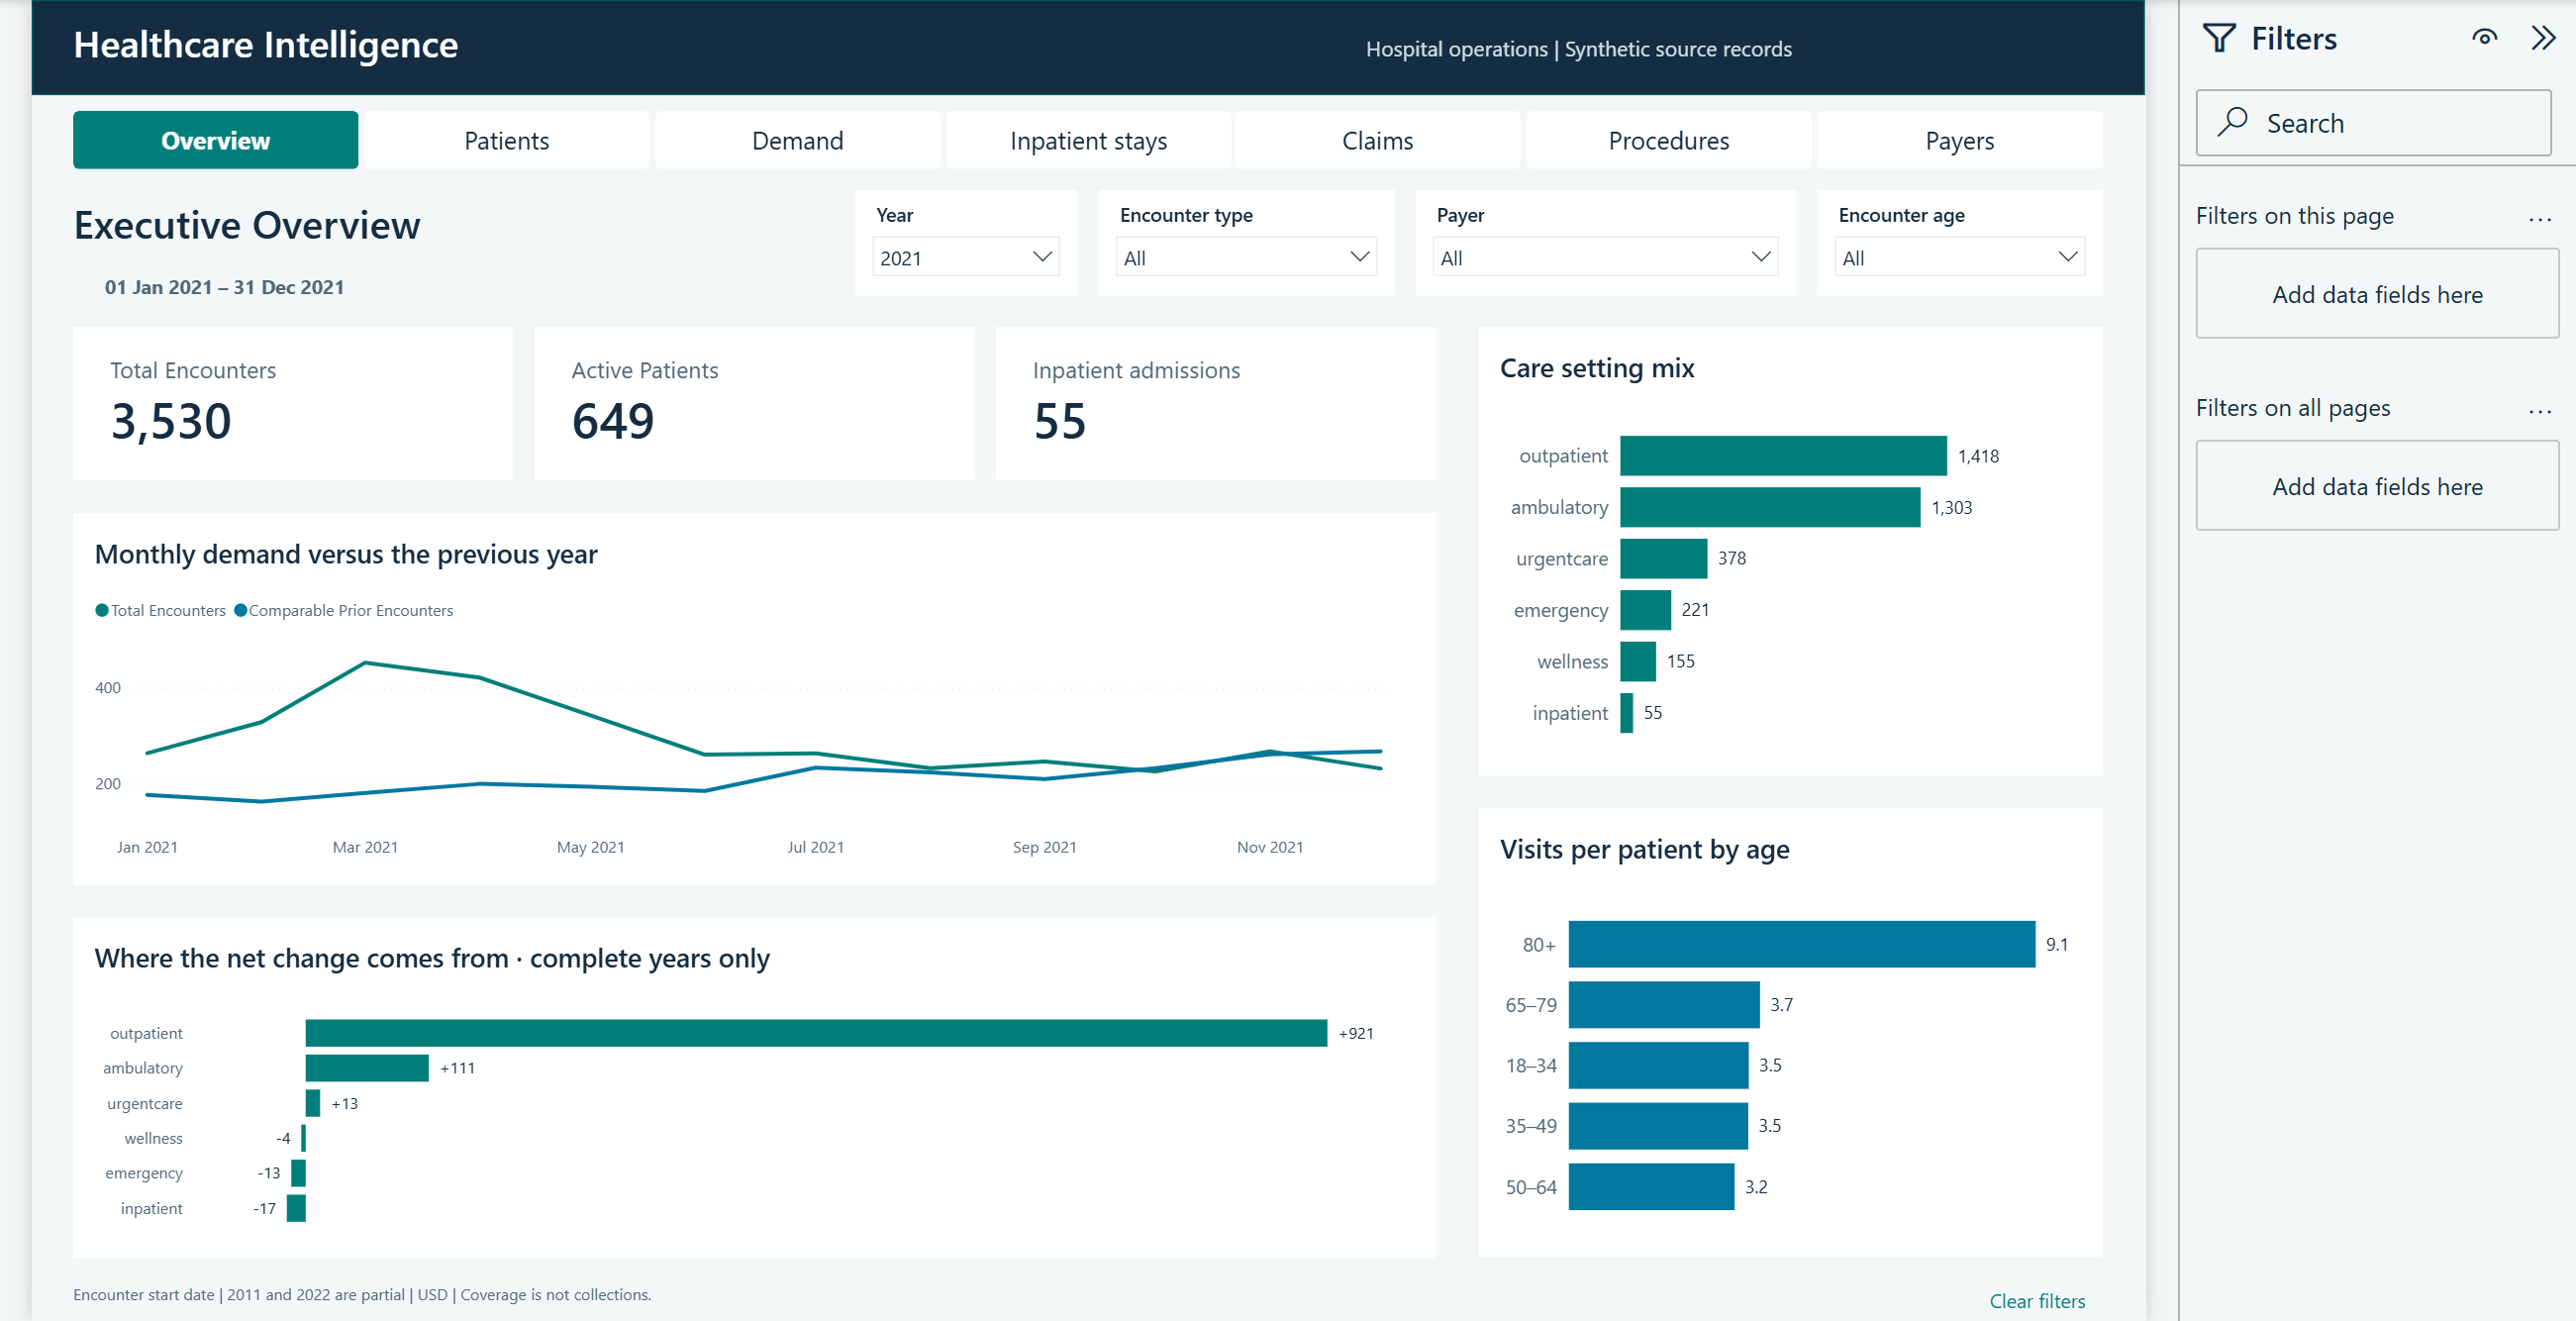 Healthcare Intelligence
Hospital operations | Synthetic source records
Overview
Patients
Demand
Inpatient stays
Claims
Procedures
Payers
Executive Overview
01 Jan 2021 – 31 Dec 2021
Year
2021
Encounter type
All
Payer
All
Encounter age
All
Total Encounters
3,530
Active Patients
649
Inpatient admissions
55
Monthly demand versus the previous year
Total Encounters
Comparable Prior Encounters
400
200
Jan 2021
Mar 2021
May 2021
Jul 2021
Sep 2021
Nov 2021
Where the net change comes from · complete years only
outpatient +921
ambulatory +111
urgentcare +13
wellness -4
emergency -13
inpatient -17
Care setting mix
outpatient 1,418
ambulatory 1,303
urgentcare 378
emergency 221
wellness 155
inpatient 55
Visits per patient by age
80+ 9.1
65–79 3.7
18–34 3.5
35–49 3.5
50–64 3.2
Encounter start date | 2011 and 2022 are partial | USD | Coverage is not collections.
Clear filters
Filters
Search
Filters on this page
...
Add data fields here
Filters on all pages
...
Add data fields here